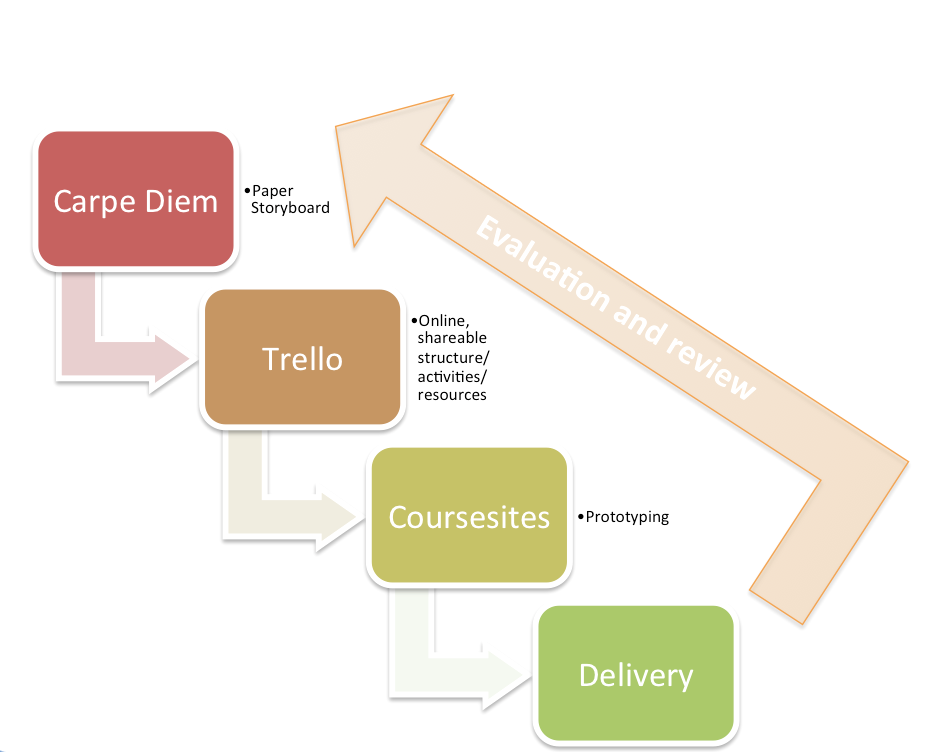 Carpe Diem
•Paper
Storyboard
Evaluation and review
Trello
•Online,
shareable
structure/
activities/
resources
Coursesites
•Prototyping
Delivery